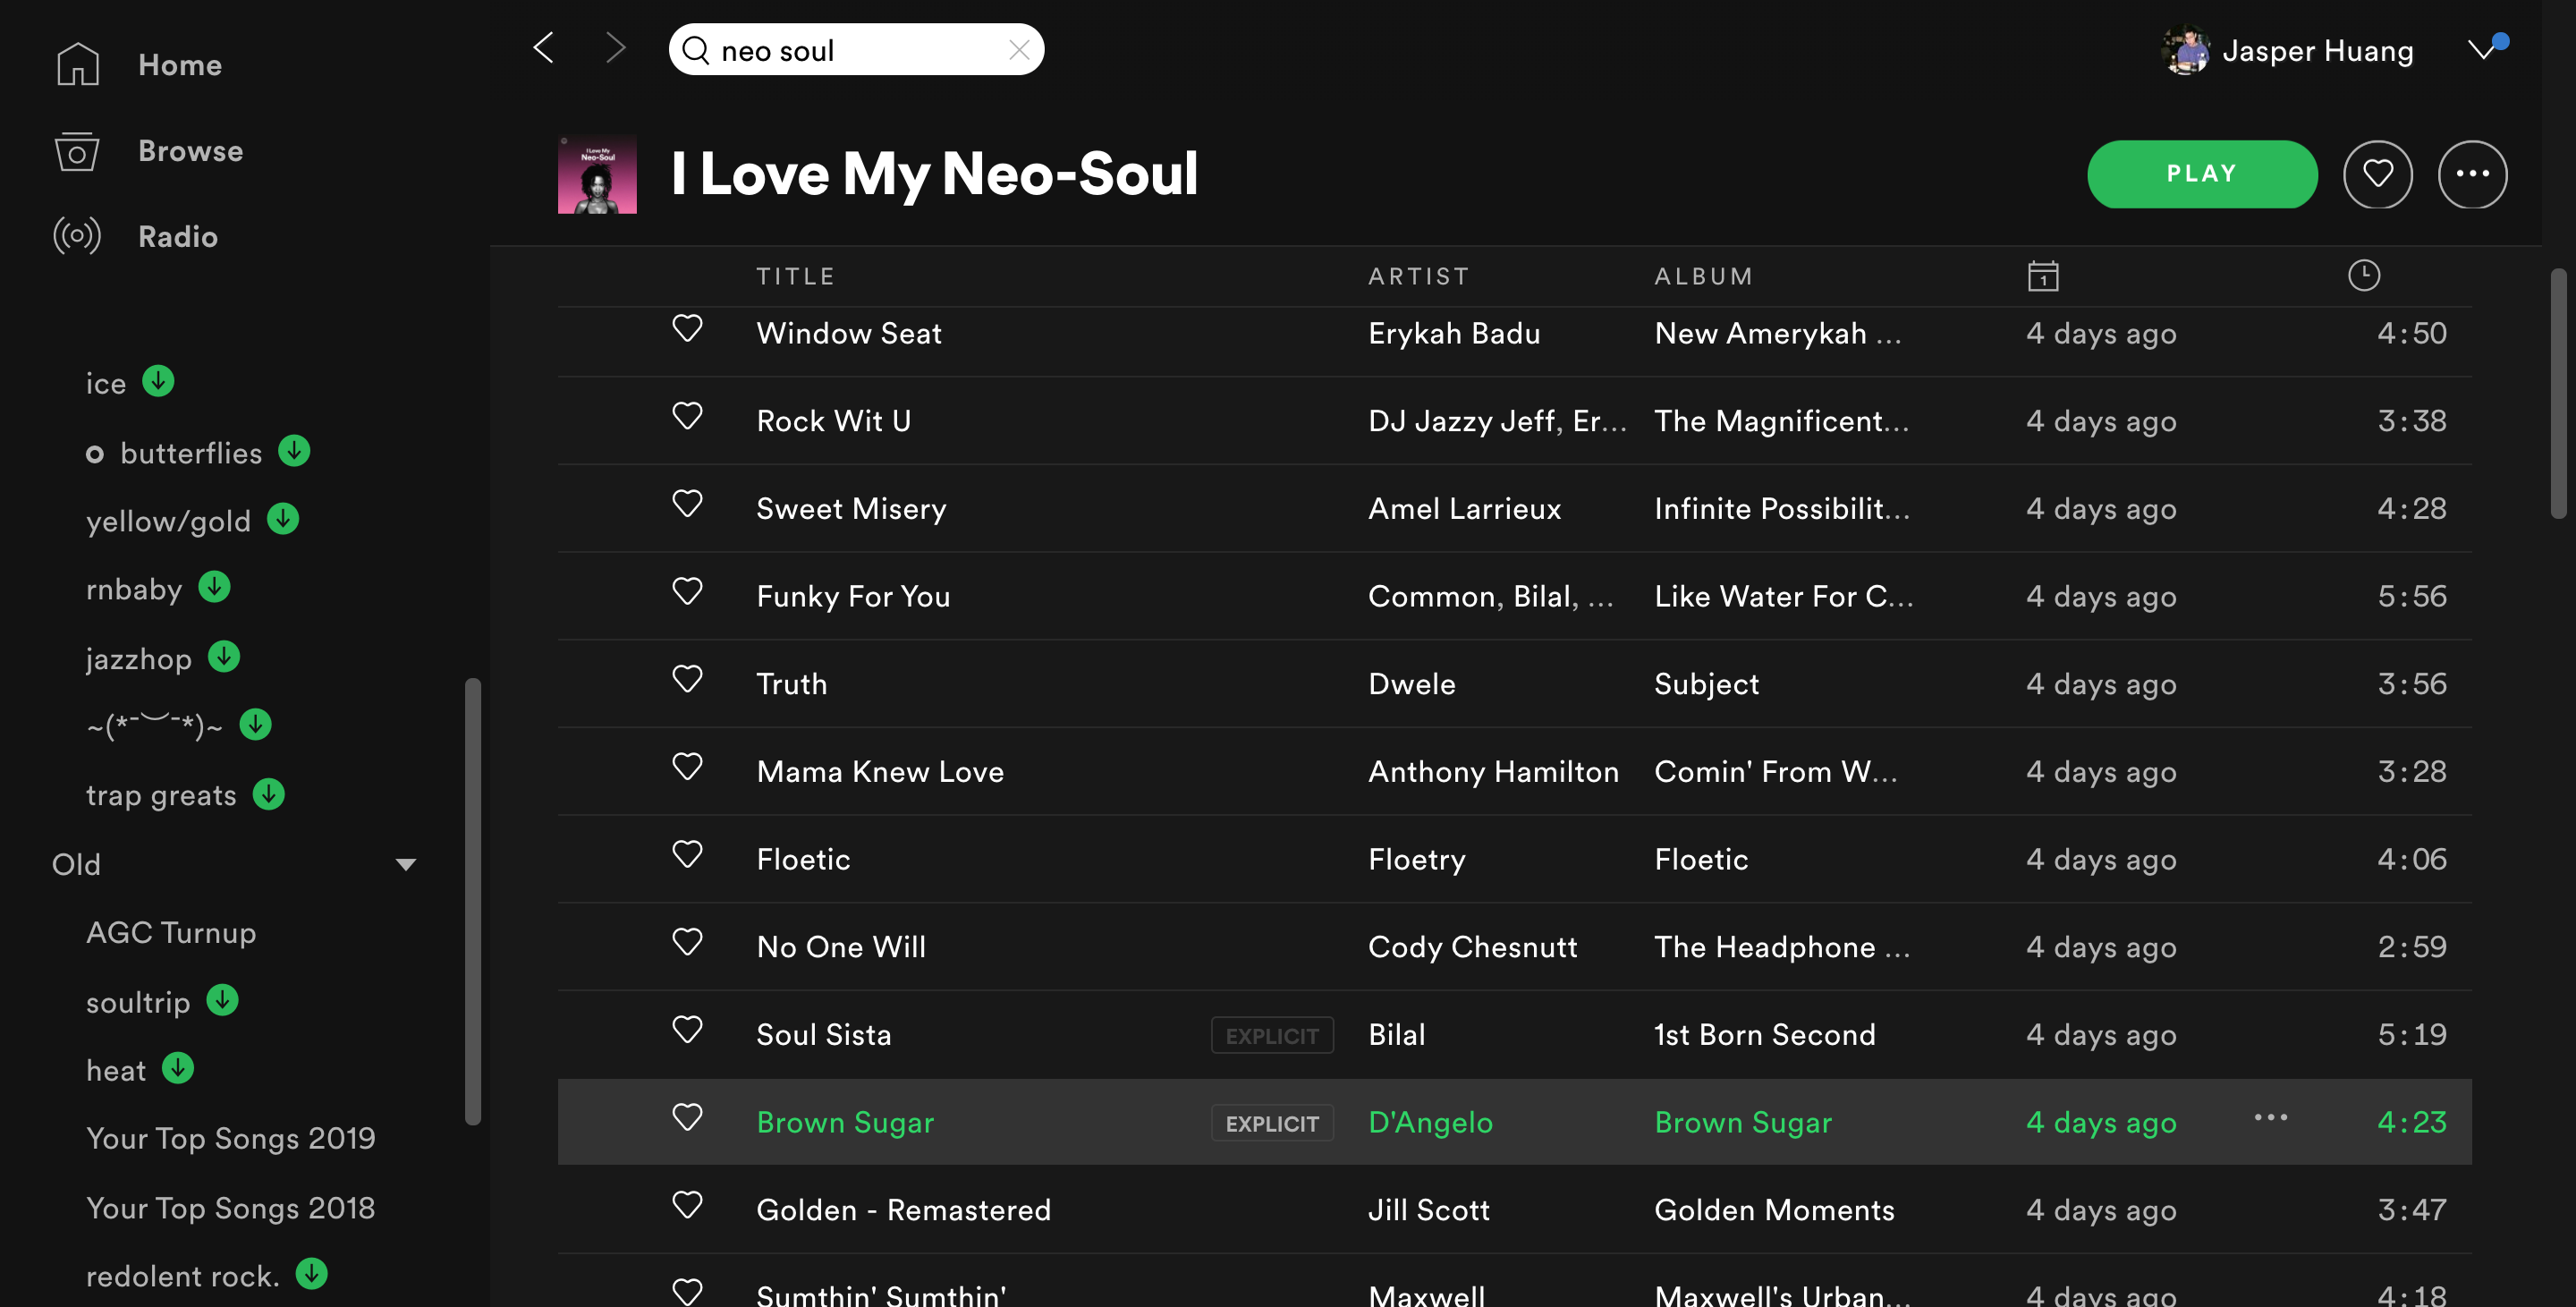 Home
Browse
Radio
ice
butterflies
yellow/gold
rnbaby
jazzhop
~(*¯︶¯*)~
trap greats
Old
AGC Turnup
soultrip
heat
Your Top Songs 2019
Your Top Songs 2018
redolent rock.
neo soul
Jasper Huang
I Love My
Neo-Soul
I Love My Neo-Soul
PLAY
TITLE ARTIST ALBUM 1
Window Seat Erykah Badu New Amerykah ... 4 days ago 4:50
Rock Wit U DJ Jazzy Jeff, Er... The Magnificent... 4 days ago 3:38
Sweet Misery Amel Larrieux Infinite Possibilit... 4 days ago 4:28
Funky For You Common, Bilal, ... Like Water For C... 4 days ago 5:56
Truth Dwele Subject 4 days ago 3:56
Mama Knew Love Anthony Hamilton Comin' From W... 4 days ago 3:28
Floetic Floetry Floetic 4 days ago 4:06
No One Will Cody Chesnutt The Headphone ... 4 days ago 2:59
Soul Sista EXPLICIT Bilal 1st Born Second 4 days ago 5:19
Brown Sugar EXPLICIT D'Angelo Brown Sugar 4 days ago ... 4:23
Golden - Remastered Jill Scott Golden Moments 4 days ago 3:47
Sumthin' Sumthin' Maxwell Maxwell's Urban... 4 days ago 4:18